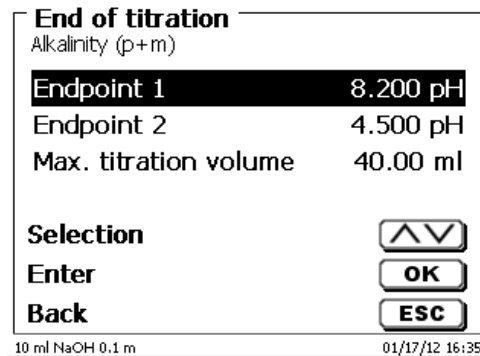 End of titration
Alkalinity (p+m)
Endpoint 1 8.200 pH
Endpoint 2 4.500 pH
Max. titration volume 40.00 ml
Selection
Enter OK
Back ESC
10 ml NaOH 0.1 m 01/17/12 16:35